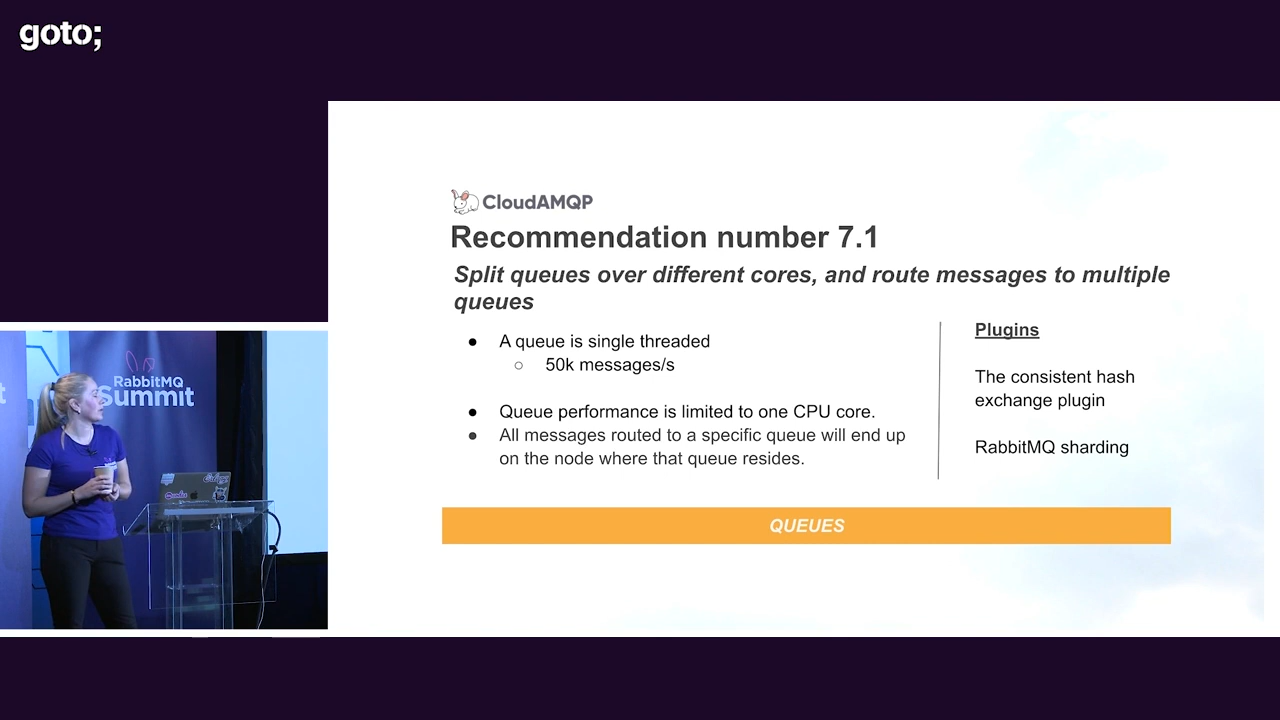 goto;
CloudAMQP
Recommendation number 7.1
Split queues over different cores, and route messages to multiple
queues
● A queue is single threaded
○ 50k messages/s
● Queue performance is limited to one CPU core.
● All messages routed to a specific queue will end up
on the node where that queue resides.
Plugins
The consistent hash
exchange plugin
RabbitMQ sharding
QUEUES
RabbitMQ
Summit